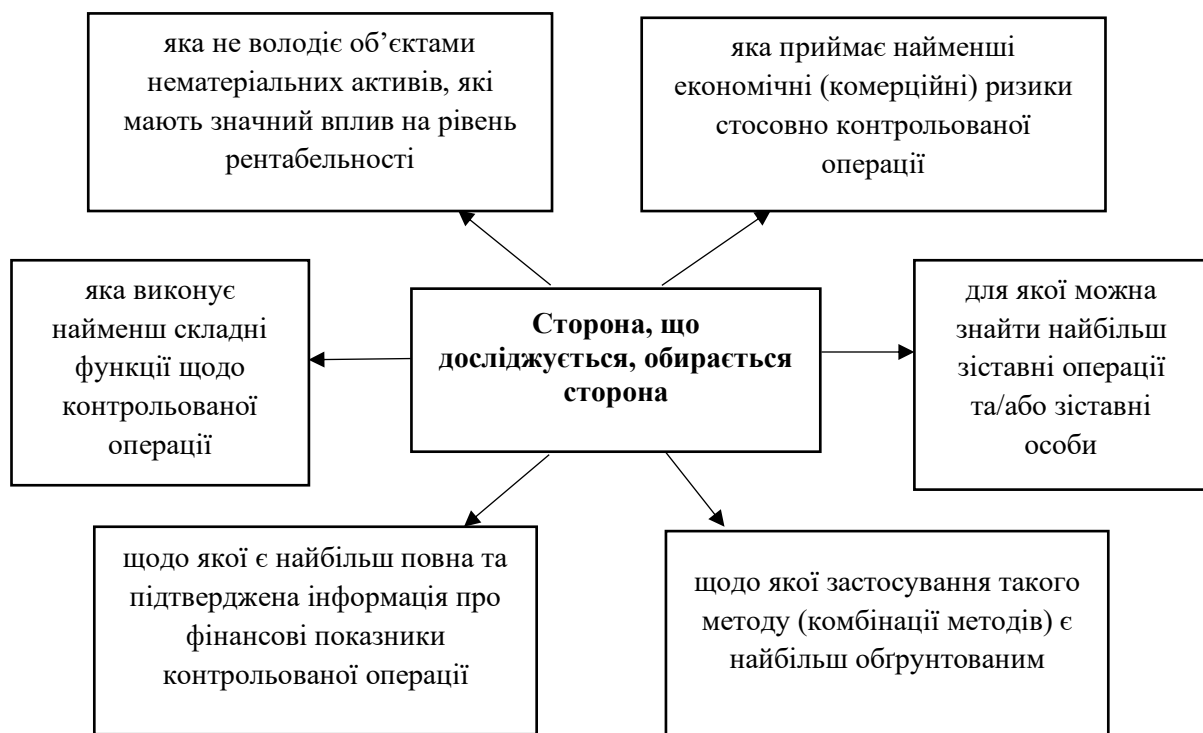 яка не володіє об’єктами
нематеріальних активів, які
мають значний вплив на рівень
рентабельності
яка приймає найменші
економічні (комерційні) ризики
стосовно контрольованої
операції
яка виконує
найменш складні
функції щодо
контрольованої
операції
Сторона, що
досліджується, обирається
сторона
для якої можна
знайти найбільш
зіставні операції
та/або зіставні
особи
щодо якої є найбільш повна та
підтверджена інформація про
фінансові показники
контрольованої операції
щодо якої застосування такого
методу (комбінації методів) є
найбільш обґрунтованим